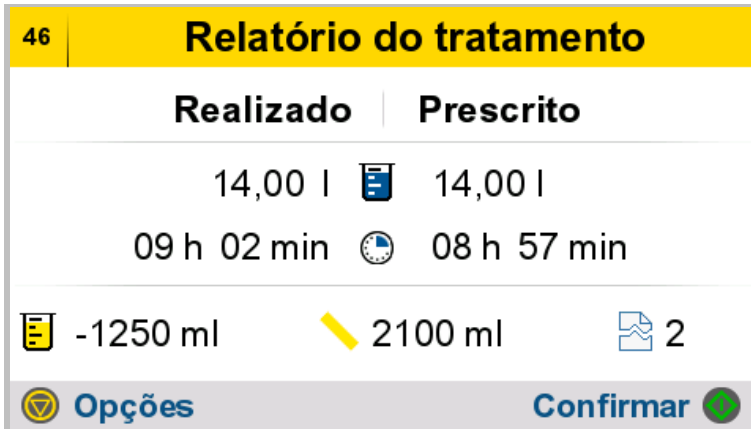 46 Relatório do tratamento
Realizado Prescrito
14,00 l 14,00 l
09 h 02 min 08 h 57 min
-1250 ml 2100 ml 2
Opções Confirmar